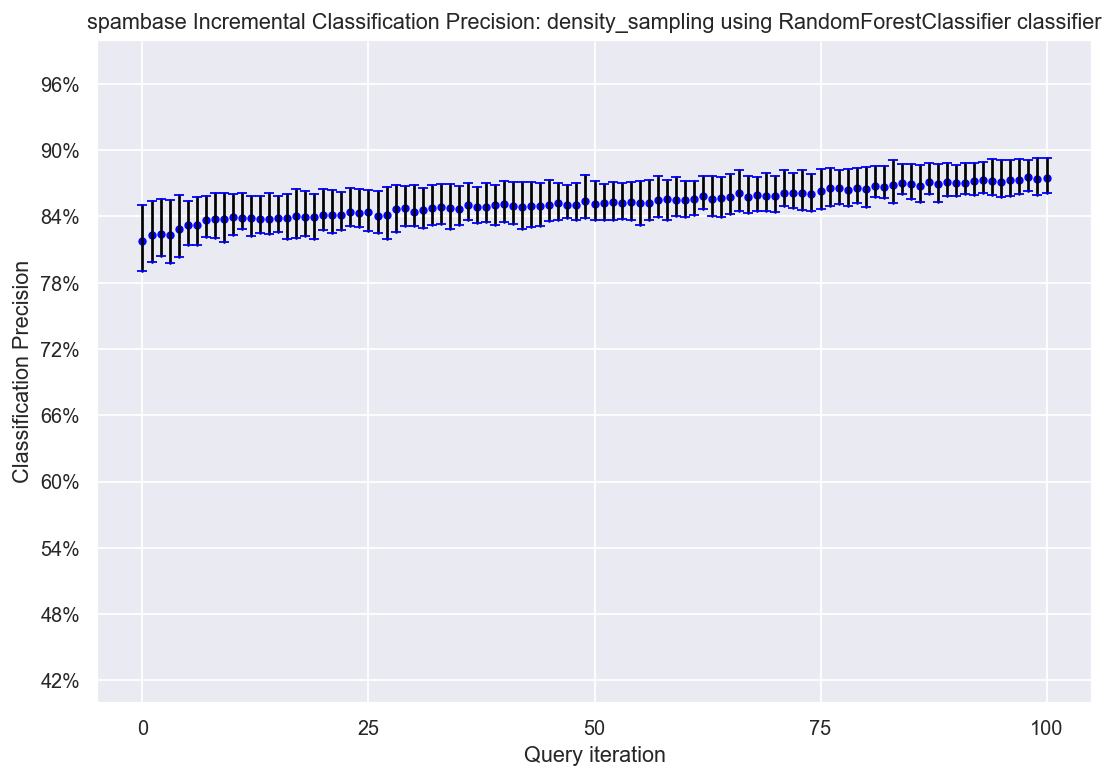 spambase Incremental Classification Precision: density_sampling using RandomForestClassifier classifier
96%
90%
84%
78%
72%
66%
60%
54%
48%
42%
Classification Precision
0 25 50 75 100
Query iteration